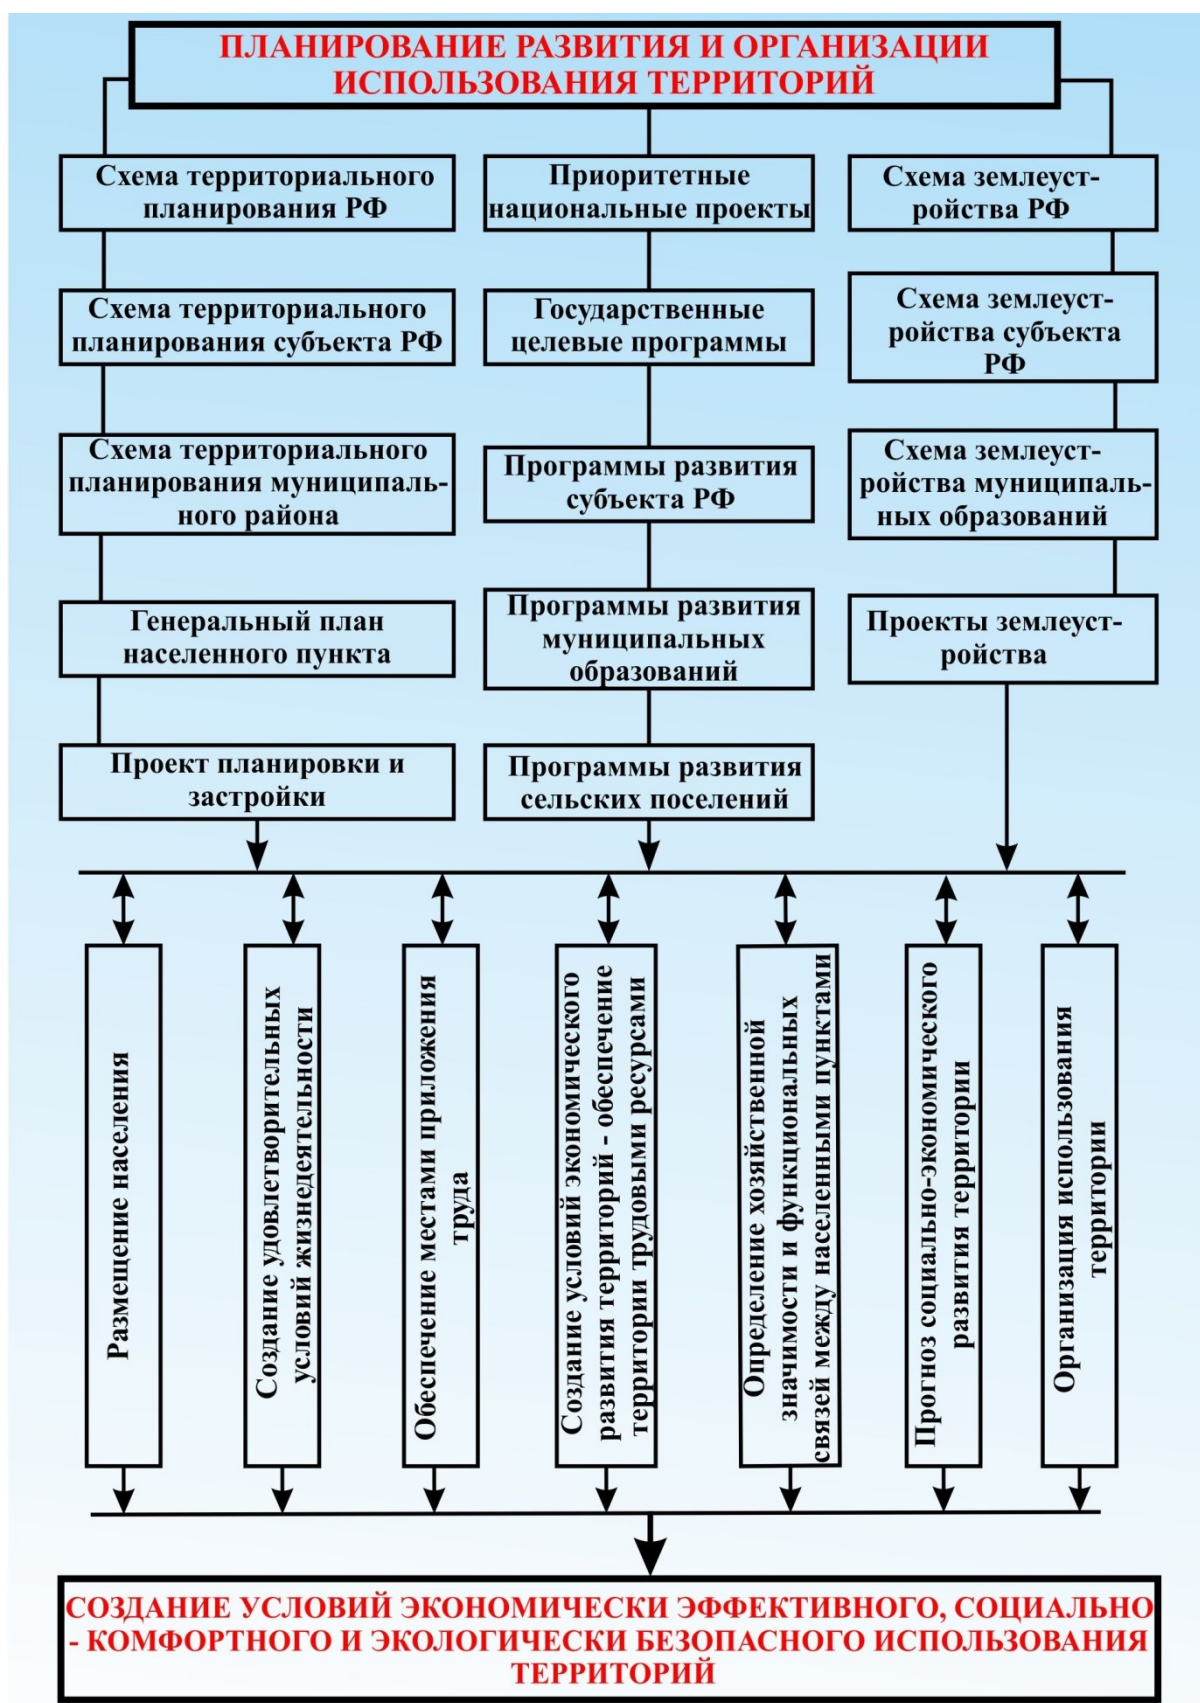 ПЛАНИРОВАНИЕ РАЗВИТИЯ И ОРГАНИЗАЦИИ
ИСПОЛЬЗОВАНИЯ ТЕРРИТОРИЙ
Схема территориального
планирования РФ
Схема территориального
планирования субъекта РФ
Схема территориального
планирования муниципаль-
ного района
Генеральный план
населенного пункта
Проект планировки и
застройки
Приоритетные
национальные проекты
Государственные
целевые программы
Программы развития
субъекта РФ
Программы развития
муниципальных
образований
Программы развития
сельских поселений
Схема землеуст-
ройства РФ
Схема землеуст-
ройства субъекта
РФ
Схема землеуст-
ройства муниципаль-
ных образований
Проекты землеуст-
ройства
Размещение населения
Создание удовлетворительных
условий жизнедеятельности
Обеспечение местами приложения
труда
Создание условий экономического
развития территорий - обеспечение
территории трудовыми ресурсами
Определение хозяйственной
значимости и функциональных
связей между населенными пунктами
Прогноз социально-экономического
развития территории
Организация использования
территории
СОЗДАНИЕ УСЛОВИЙ ЭКОНОМИЧЕСКИ ЭФФЕКТИВНОГО, СОЦИАЛЬНО
- КОМФОРТНОГО И ЭКОЛОГИЧЕСКИ БЕЗОПАСНОГО ИСПОЛЬЗОВАНИЯ
ТЕРРИТОРИЙ